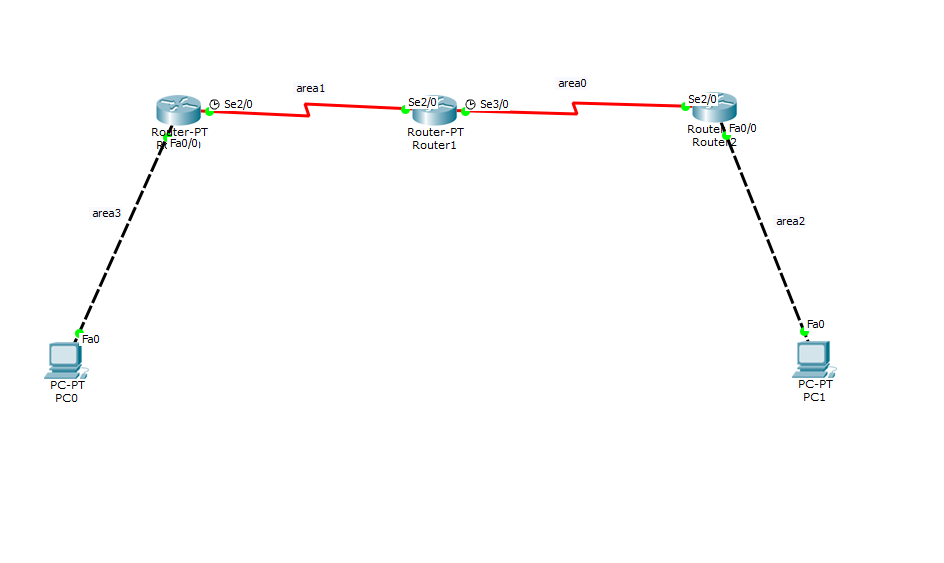 area0
area1
Se2/0
Se2/0
Se3/0
Se2/0
Router-PT
Fa0/0
Router-PT
Router1
Router
Fa0/0
Router2
area3
area2
Fa0
PC-PT
PC0
Fa0
PC-PT
PC1